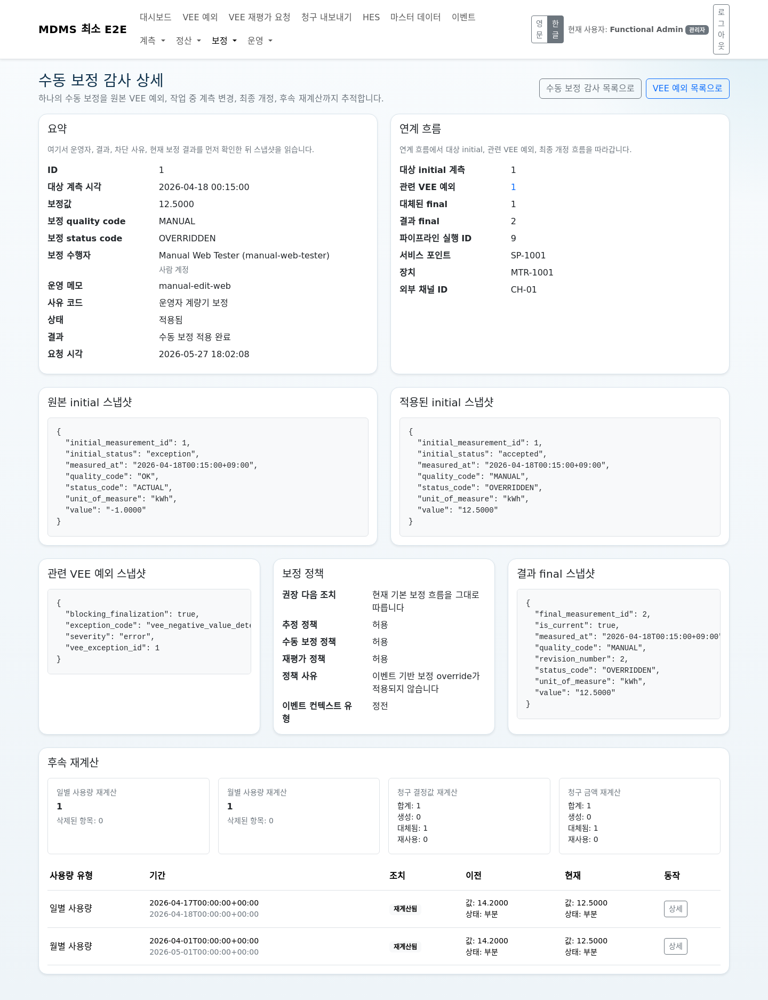 MDMS 최소 E2E
대시보드 VEE 예외 VEE 재평가 요청 청구 내보내기 HES 마스터 데이터 이벤트
계측 정산 보정 운영
영문 한글 현재 사용자: Functional Admin 관리자 로그아웃
수동 보정 감사 상세
하나의 수동 보정을 원본 VEE 예외, 작업 중 계측 변경, 최종 개정, 후속 재계산까지 추적합니다.
수동 보정 감사 목록으로 VEE 예외 목록으로
요약
여기서 운영자, 결과, 차단 사유, 현재 보정 결과를 먼저 확인한 뒤 스냅샷을 읽습니다.
ID 1
대상 계측 시각 2026-04-18 00:15:00
보정값 12.5000
보정 quality code MANUAL
보정 status code OVERRIDDEN
보정 수행자 Manual Web Tester (manual-web-tester)
사람 계정
운영 메모 manual-edit-web
사유 코드 운영자 계량기 보정
상태 적용됨
결과 수동 보정 적용 완료
요청 시각 2026-05-27 18:02:08
연계 흐름
연계 흐름에서 대상 initial, 관련 VEE 예외, 최종 개정 흐름을 따라갑니다.
대상 initial 계측 1
관련 VEE 예외 1
대체된 final 1
결과 final 2
파이프라인 실행 ID 9
서비스 포인트 SP-1001
장치 MTR-1001
외부 채널 ID CH-01
원본 initial 스냅샷
{
"initial_measurement_id": 1,
"initial_status": "exception",
"measured_at": "2026-04-18T00:15:00+09:00",
"quality_code": "OK",
"status_code": "ACTUAL",
"unit_of_measure": "kWh",
"value": "-1.0000"
}
적용된 initial 스냅샷
{
"initial_measurement_id": 1,
"initial_status": "accepted",
"measured_at": "2026-04-18T00:15:00+09:00",
"quality_code": "MANUAL",
"status_code": "OVERRIDDEN",
"unit_of_measure": "kWh",
"value": "12.5000"
}
관련 VEE 예외 스냅샷
{
"blocking_finalization": true,
"exception_code": "vee_negative_value_dete
"severity": "error",
"vee_exception_id": 1
}
보정 정책
권장 다음 조치 현재 기본 보정 흐름을 그대로
따릅니다
추정 정책 허용
수동 보정 정책 허용
재평가 정책 허용
정책 사유 이벤트 기반 보정 override가
적용되지 않습니다
이벤트 컨텍스트 유 정전
형
결과 final 스냅샷
{
"final_measurement_id": 2,
"is_current": true,
"measured_at": "2026-04-18T00:15:00+09:00"
"quality_code": "MANUAL",
"revision_number": 2,
"status_code": "OVERRIDDEN",
"unit_of_measure": "kWh",
"value": "12.5000"
}
후속 재계산
일별 사용량 재계산
1
삭제된 항목: 0
월별 사용량 재계산
1
삭제된 항목: 0
청구 결정값 재계산
합계: 1
생성: 0
대체됨: 1
재사용: 0
청구 금액 재계산
합계: 1
생성: 0
대체됨: 1
재사용: 0
사용량 유형 기간 조치 이전 현재 동작
일별 사용량 2026-04-17T00:00:00+00:00 재계산됨 값: 14.2000 값: 12.5000 상세
2026-04-18T00:00:00+00:00 상태: 부분 상태: 부분
월별 사용량 2026-04-01T00:00:00+00:00 재계산됨 값: 14.2000 값: 12.5000 상세
2026-05-01T00:00:00+00:00 상태: 부분 상태: 부분